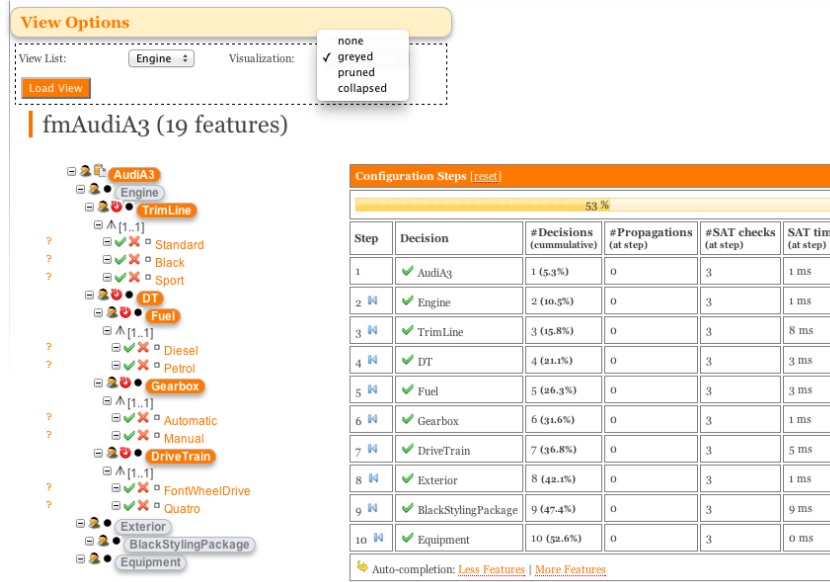 View Options
View List:
Engine
Visualization:
none
✓ greyed
pruned
collapsed
Load View
fmAudiA3 (19 features)
AudiA3
Engine
TrimLine
[1..1]
? Standard
? Black
? Sport
DT
Fuel
[1..1]
? Diesel
? Petrol
Gearbox
[1..1]
? Automatic
? Manual
DriveTrain
[1..1]
? FontWheelDrive
? Quatro
Exterior
BlackStylingPackage
Equipment
Configuration Steps [reset]
53 %
Step Decision #Decisions (cummulative) #Propagations (at step) #SAT checks (at step) SAT tim (at step)
1 AudiA3 1 (5.3%) 0 3 1 ms
2 Engine 2 (10.5%) 0 3 1 ms
3 TrimLine 3 (15.8%) 0 3 8 ms
4 DT 4 (21.1%) 0 3 3 ms
5 Fuel 5 (26.3%) 0 3 3 ms
6 Gearbox 6 (31.6%) 0 3 1 ms
7 DriveTrain 7 (36.8%) 0 3 5 ms
8 Exterior 8 (42.1%) 0 3 1 ms
9 BlackStylingPackage 9 (47.4%) 0 3 9 ms
10 Equipment 10 (52.6%) 0 3 0 ms
Auto-completion: Less Features | More Features